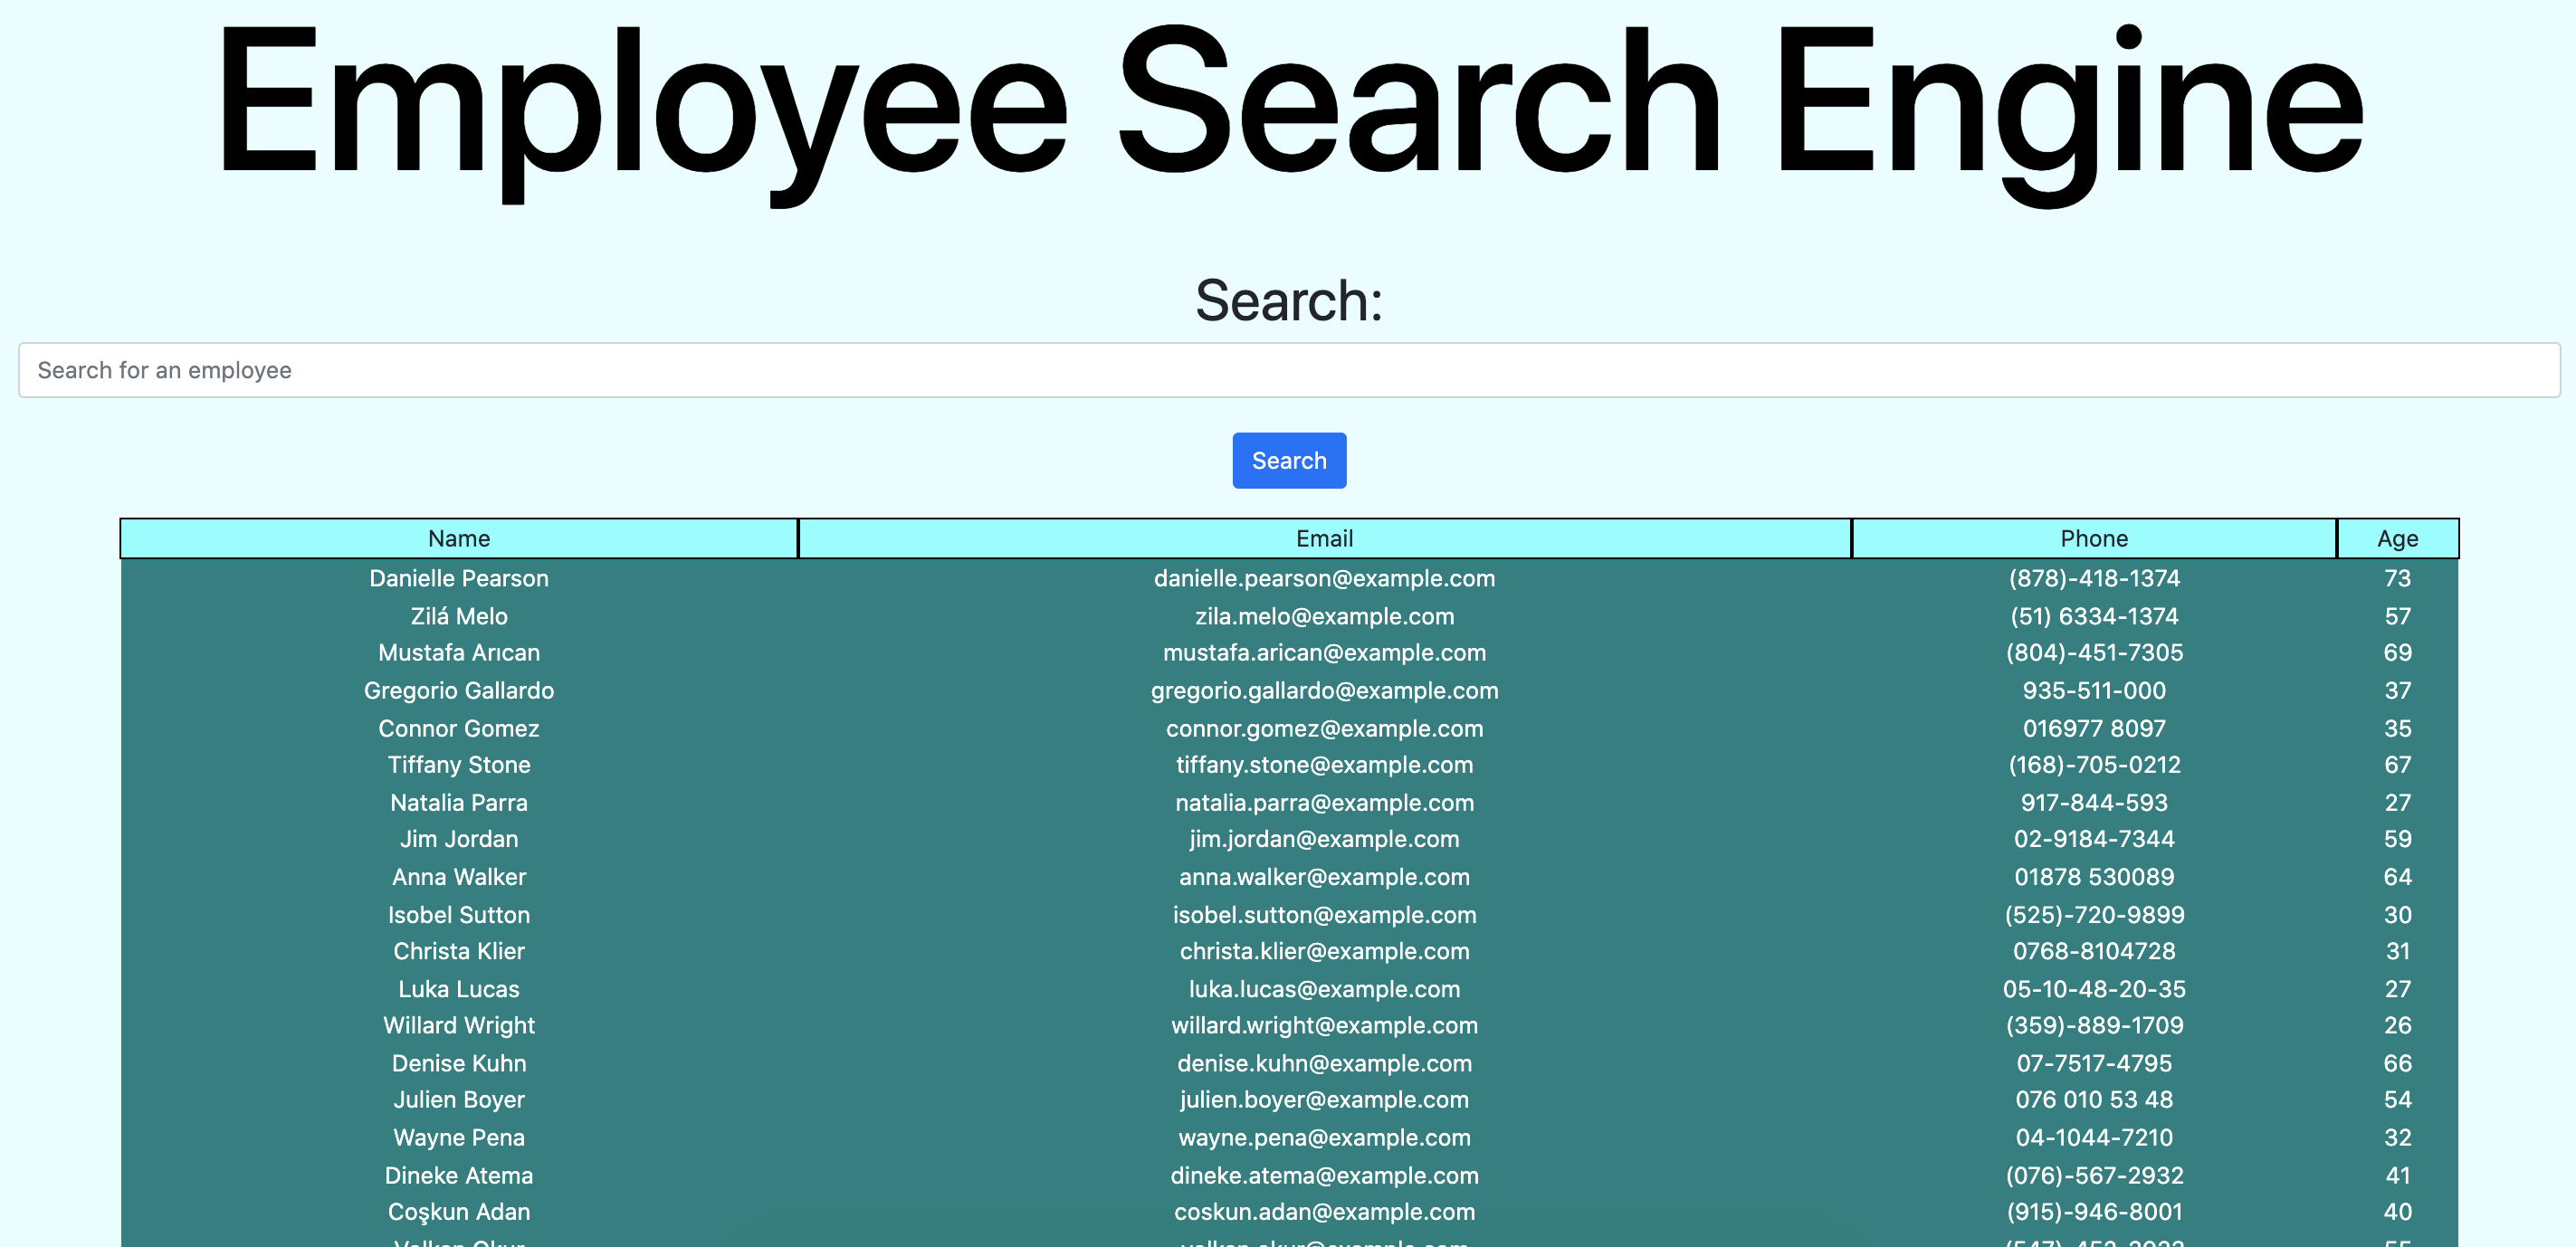 Employee Search Engine
Search:
Search for an employee
Search
Name Email Phone Age
Danielle Pearson danielle.pearson@example.com (878)-418-1374 73
Zilá Melo zila.melo@example.com (51) 6334-1374 57
Mustafa Arıcan mustafa.arican@example.com (804)-451-7305 69
Gregorio Gallardo gregorio.gallardo@example.com 935-511-000 37
Connor Gomez connor.gomez@example.com 016977 8097 35
Tiffany Stone tiffany.stone@example.com (168)-705-0212 67
Natalia Parra natalia.parra@example.com 917-844-593 27
Jim Jordan jim.jordan@example.com 02-9184-7344 59
Anna Walker anna.walker@example.com 01878 530089 64
Isobel Sutton isobel.sutton@example.com (525)-720-9899 30
Christa Klier christa.klier@example.com 0768-8104728 31
Luka Lucas luka.lucas@example.com 05-10-48-20-35 27
Willard Wright willard.wright@example.com (359)-889-1709 26
Denise Kuhn denise.kuhn@example.com 07-7517-4795 66
Julien Boyer julien.boyer@example.com 076 010 53 48 54
Wayne Pena wayne.pena@example.com 04-1044-7210 32
Dineke Atema dineke.atema@example.com (076)-567-2932 41
Coşkun Adan coskun.adan@example.com (915)-946-8001 40